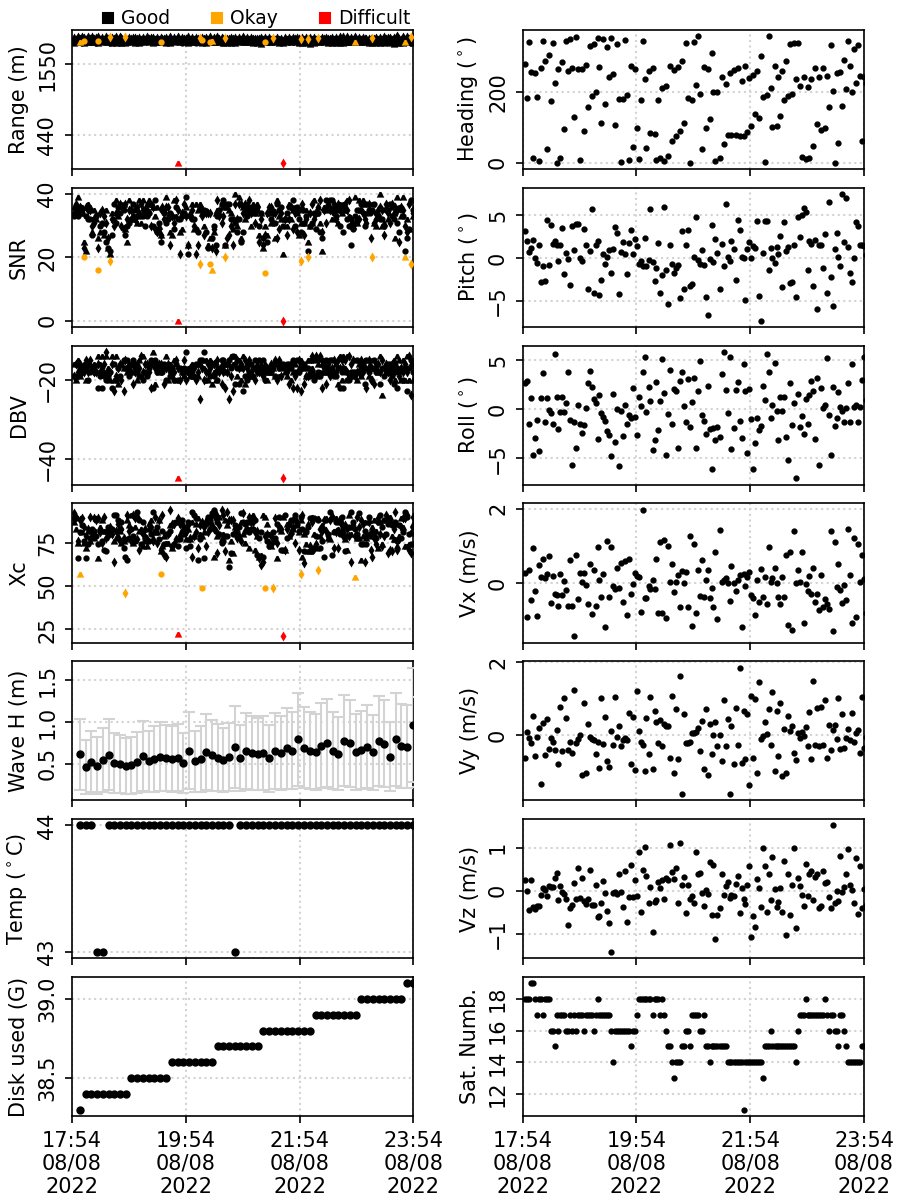 Good Okay Difficult
Range (m)
1550
1440
Heading (°)
200
0
SNR
40
20
0
Pitch (°)
5
0
−5
DBV
−20
−40
Roll (°)
5
0
−5
Xc
75
50
25
Vx (m/s)
2
0
Wave H (m)
1.5
1.0
0.5
Vy (m/s)
2
0
Temp (°C)
44
43
Vz (m/s)
1
0
−1
Disk used (G)
39.0
38.5
Sat. Numb.
18
16
14
12
17:54 19:54 21:54 23:54
08/08 08/08 08/08 08/08
2022 2022 2022 2022
17:54 19:54 21:54 23:54
08/08 08/08 08/08 08/08
2022 2022 2022 2022